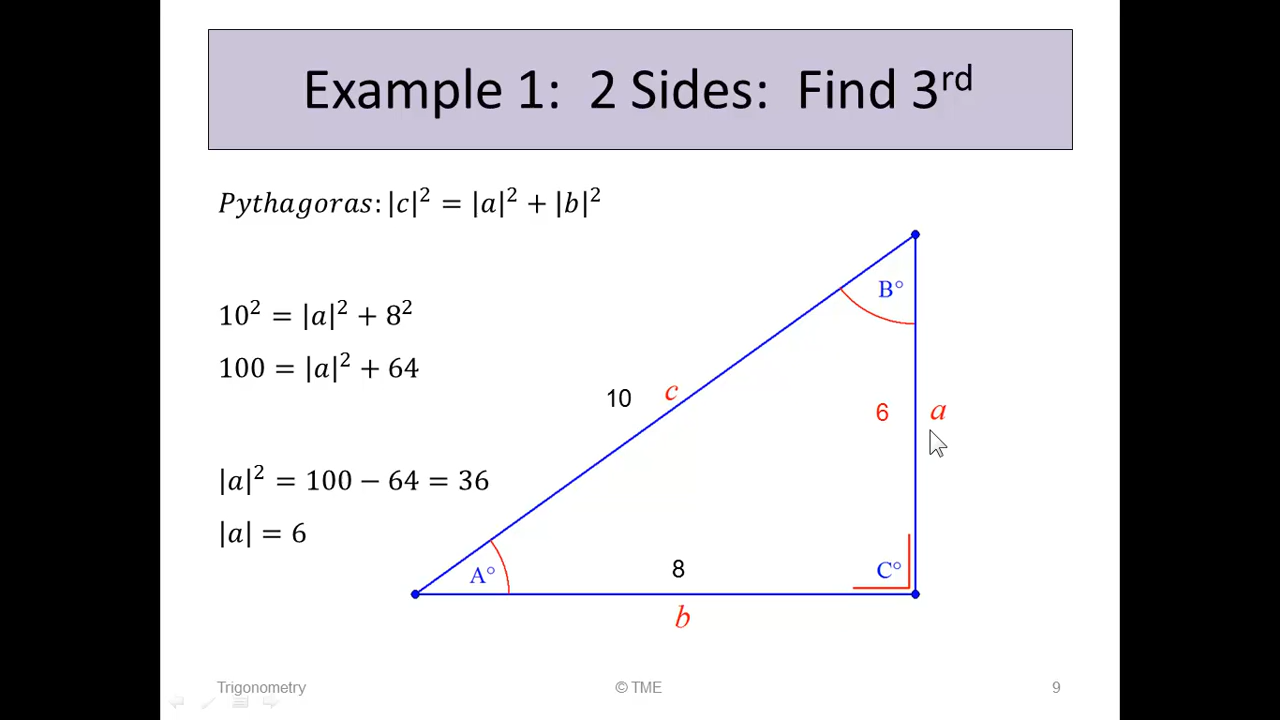 Example 1: 2 Sides: Find 3rd
Pythagoras: |c|² = |a|² + |b|²
10² = |a|² + 8²
100 = |a|² + 64
|a|² = 100 − 64 = 36
|a| = 6
B°
10 c
6 a
A°
8
C°
b
Trigonometry © TME 9